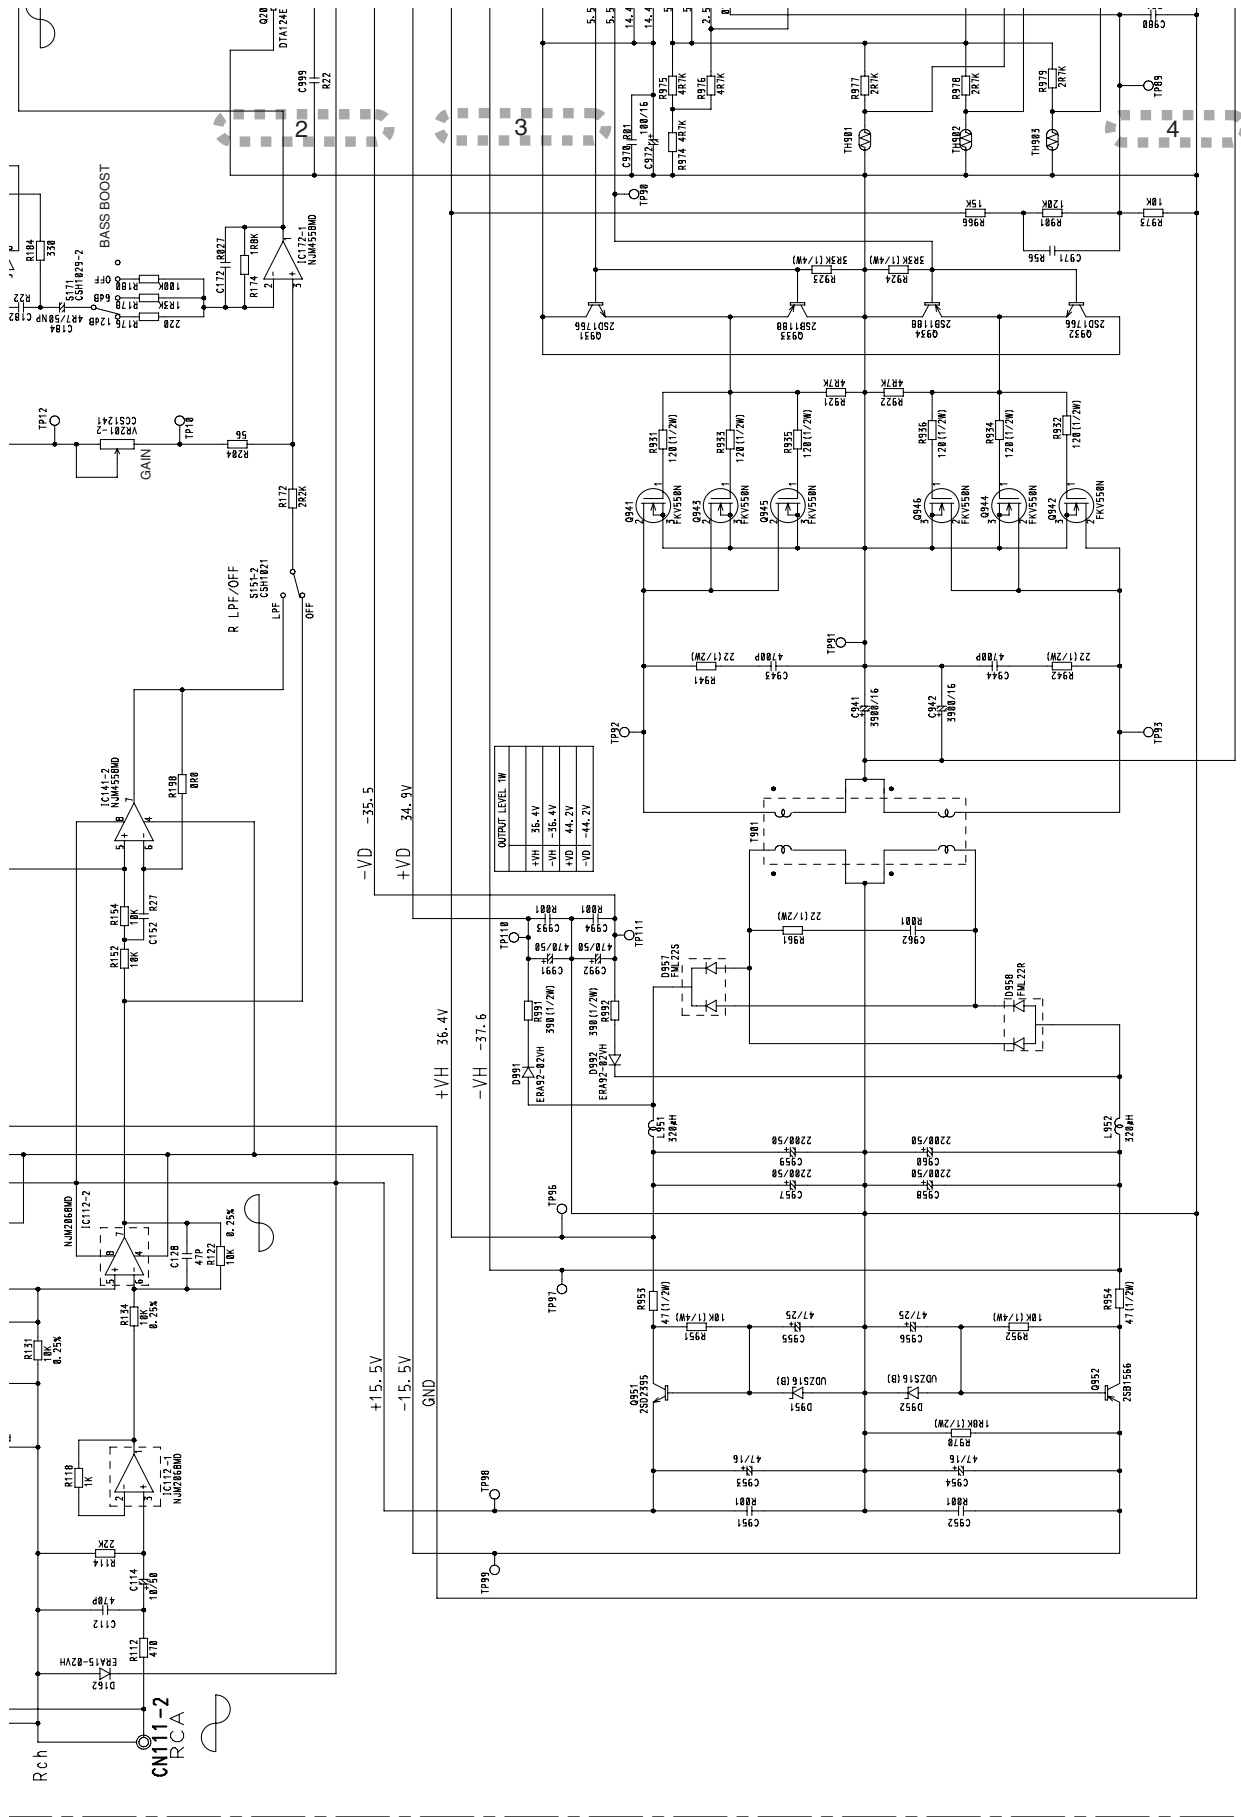 Q20
DTA124E
C999
R22
5.5
5.5
14.4
14.4
2.5
R975
4R7K
R976
4R7K
R977
2R7K
R978
2R7K
R979
2R7K
C980
TP89
2
3
4
C970 R01
C972
100/16
R974 4R7K
TH901
TH902
TH903
TP90
R966
15K
R901
120K
R973
10K
C971
R56
BASS BOOST
R184
330
R22
C182
S171
CSH1029-2
C184
4R7/50NP
OFF
6dB
12dB
R180
100K
R178
1R3K
R176
220
C172
R027
R174
1R8K
IC172-1
NJM4558MD
1
2
3
R923
3R3K(1/4W)
R924
3R3K(1/4W)
Q931
2SD1766
Q933
2SB1188
Q934
2SB1188
Q932
2SD1766
R921
4R7K
R922
4R7K
TP12
VR201-2
CCS1241
GAIN
TP10
R204
56
R172
2R2K
R931
120(1/2W)
R933
120(1/2W)
R935
120(1/2W)
R936
120(1/2W)
R934
120(1/2W)
R932
120(1/2W)
Q941
FKV550N
Q943
FKV550N
Q945
FKV550N
Q946
FKV550N
Q944
FKV550N
Q942
FKV550N
R LPF/OFF
S151-2
CSH1021
LPF
OFF
TP91
R941
22(1/2W)
C943
4700P
C944
4700P
R942
22(1/2W)
C941
3900/16
C942
3900/16
TP92
TP93
IC141-2
NJM4558MD
R198
0R0
5
6
7
8
4
R154
10K
R152
10K
C152
R27
-VD -35.5
+VD 34.9V
OUTPUT LEVEL 1W
+VH 36.4V
-VH -36.4V
+VD 44.2V
-VD -44.2V
T901
TP110
TP111
C993
R001
C994
R001
C991
470/50
C992
470/50
R991
390(1/2W)
R992
390(1/2W)
D991
ERA92-02VH
D992
ERA92-02VH
D957
FML22S
D958
FML22R
R961
22(1/2W)
C962
R001
+VH 36.4V
-VH -37.6
L951
320μH
L952
320μH
C959
2200/50
C960
2200/50
C957
2200/50
C958
2200/50
TP96
TP97
NJM2068MD
IC112-2
5
6
7
8
4
C128
47P
R122
10K
0.25%
R134
10K
0.25%
R131
10K
0.25%
R953
47(1/2W)
R954
47(1/2W)
R951
10K(1/4W)
C955
47/25
C956
47/25
R952
10K(1/4W)
Q951
2SD2395
D951
UDZS16(B)
D952
UDZS16(B)
Q952
2SB1566
R970
1R8K(1/2W)
C953
47/16
C954
47/16
C951
R001
C952
R001
+15.5V
-15.5V
GND
TP98
TP99
R118
1K
IC112-1
NJM2068MD
1
2
3
R114
22K
C114
10/50
C112
470P
R112
470
D162
ERA15-02VH
CN111-2
RCA
Rch